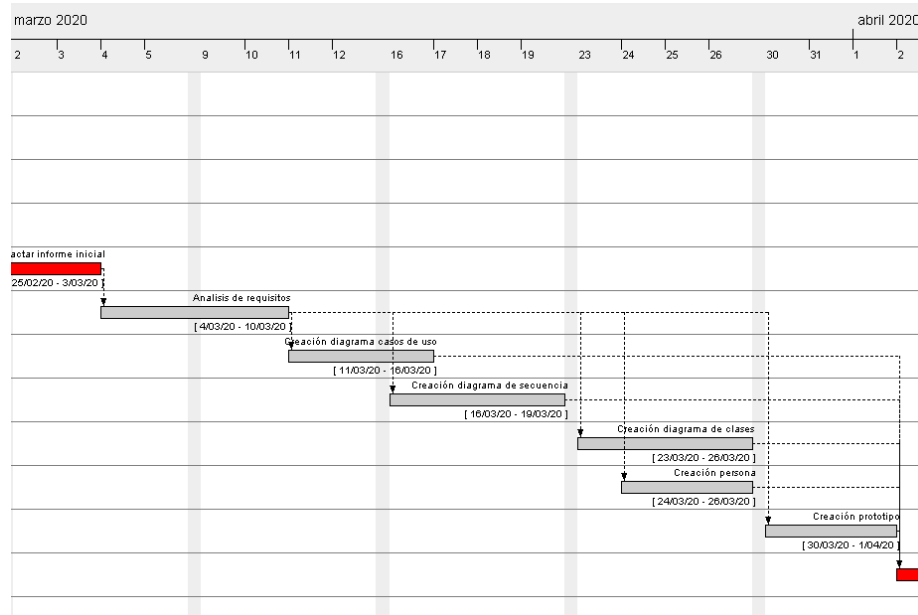 marzo 2020 abril 2020
2 3 4 5 9 10 11 12 16 17 18 19 23 24 25 26 30 31 1 2
actar informe inicial
25/02/20 - 3/03/20 ]
Analisis de requisitos
[ 4/03/20 - 10/03/20 ]
Creación diagrama casos de uso
[ 11/03/20 - 16/03/20 ]
Creación diagrama de secuencia
[ 16/03/20 - 19/03/20 ]
Creación diagrama de clases
[ 23/03/20 - 26/03/20 ]
Creación persona
[ 24/03/20 - 26/03/20 ]
Creación prototipo
[ 30/03/20 - 1/04/20 ]